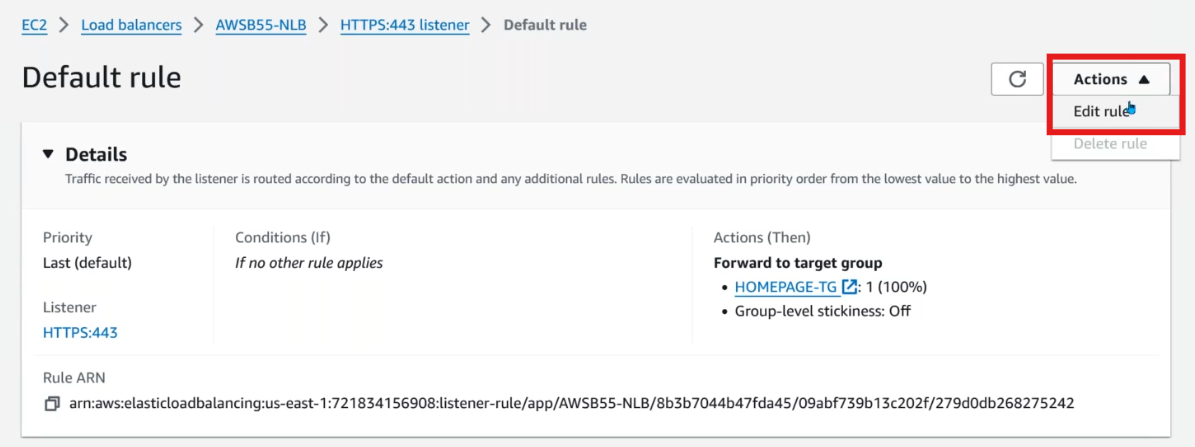 EC2 > Load balancers > AWSB55-NLB > HTTPS:443 listener > Default rule
Default rule
Actions
Edit rule
Delete rule
Details
Traffic received by the listener is routed according to the default action and any additional rules. Rules are evaluated in priority order from the lowest value to the highest value.
Priority
Last (default)
Listener
HTTPS:443
Conditions (If)
If no other rule applies
Actions (Then)
Forward to target group
• HOMEPAGE-TG: 1 (100%)
• Group-level stickiness: Off
Rule ARN
arn:aws:elasticloadbalancing:us-east-1:721834156908:listener-rule/app/AWSB55-NLB/8b3b7044b47fda45/09abf739b13c202f/279d0db268275242